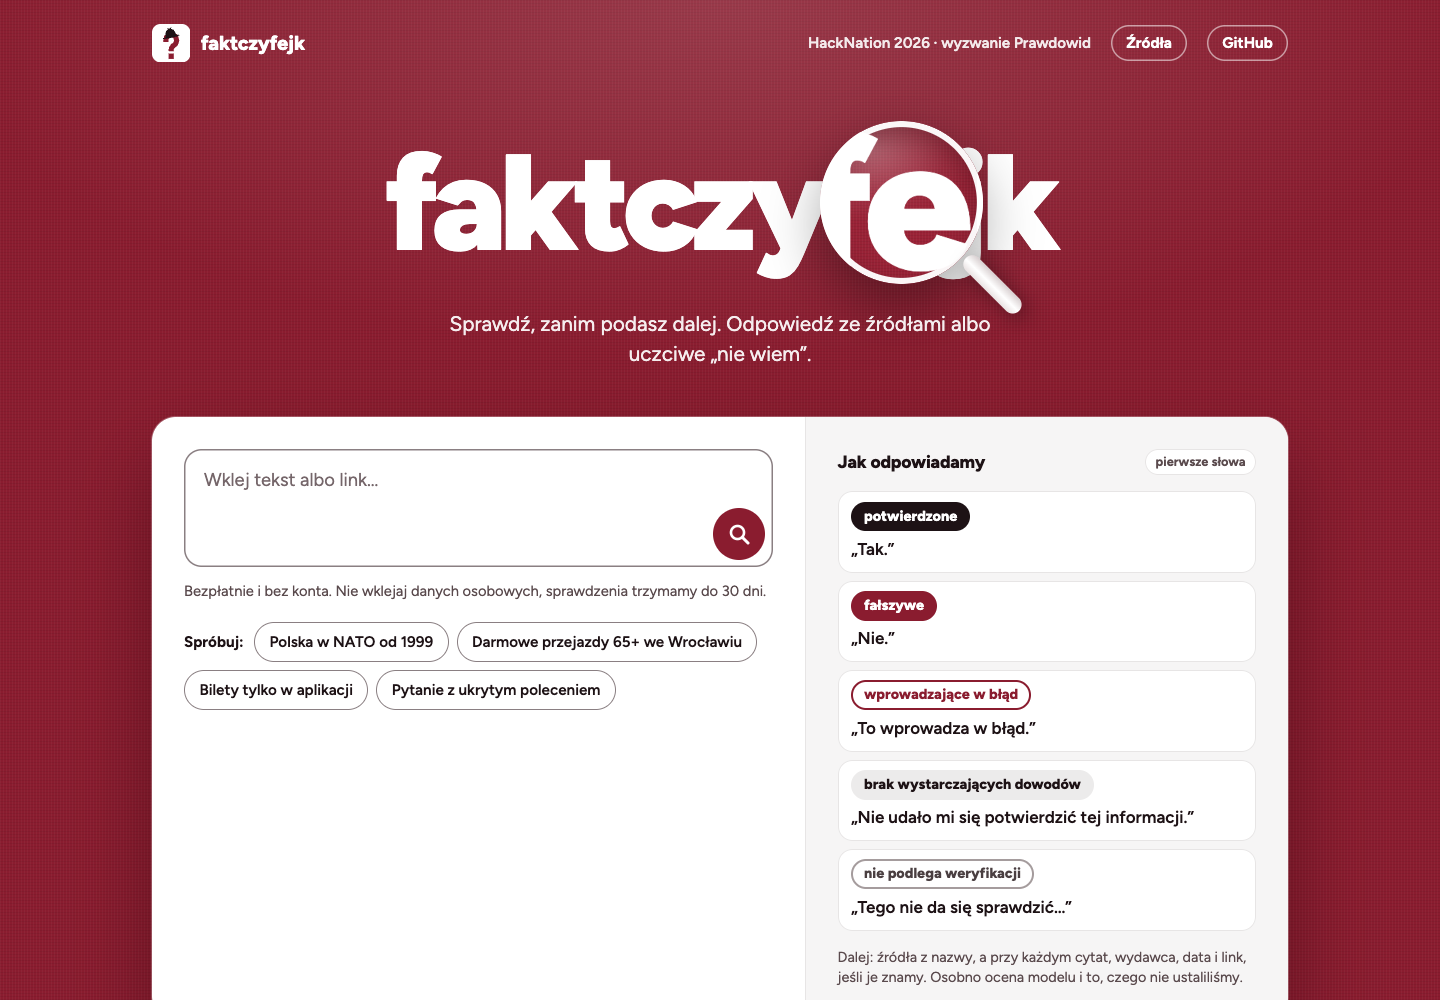 faktczyfejk
HackNation 2026 · wyzwanie Prawdowid
Źródła
GitHub
faktczyfejk
Sprawdź, zanim podasz dalej. Odpowiedź ze źródłami albo
uczciwe „nie wiem”.
Wklej tekst albo link...
Bezpłatnie i bez konta. Nie wklejaj danych osobowych, sprawdzenia trzymamy do 30 dni.
Spróbuj:
Polska w NATO od 1999
Darmowe przejazdy 65+ we Wrocławiu
Bilety tylko w aplikacji
Pytanie z ukrytym poleceniem
Jak odpowiadamy
pierwsze słowa
potwierdzone
„Tak.”
fałszywe
„Nie.”
wprowadzające w błąd
„To wprowadza w błąd.”
brak wystarczających dowodów
„Nie udało mi się potwierdzić tej informacji.”
nie podlega weryfikacji
„Tego nie da się sprawdzić...”
Dalej: źródła z nazwy, a przy każdym cytat, wydawca, data i link,
jeśli je znamy. Osobno ocena modelu i to, czego nie ustaliliśmy.